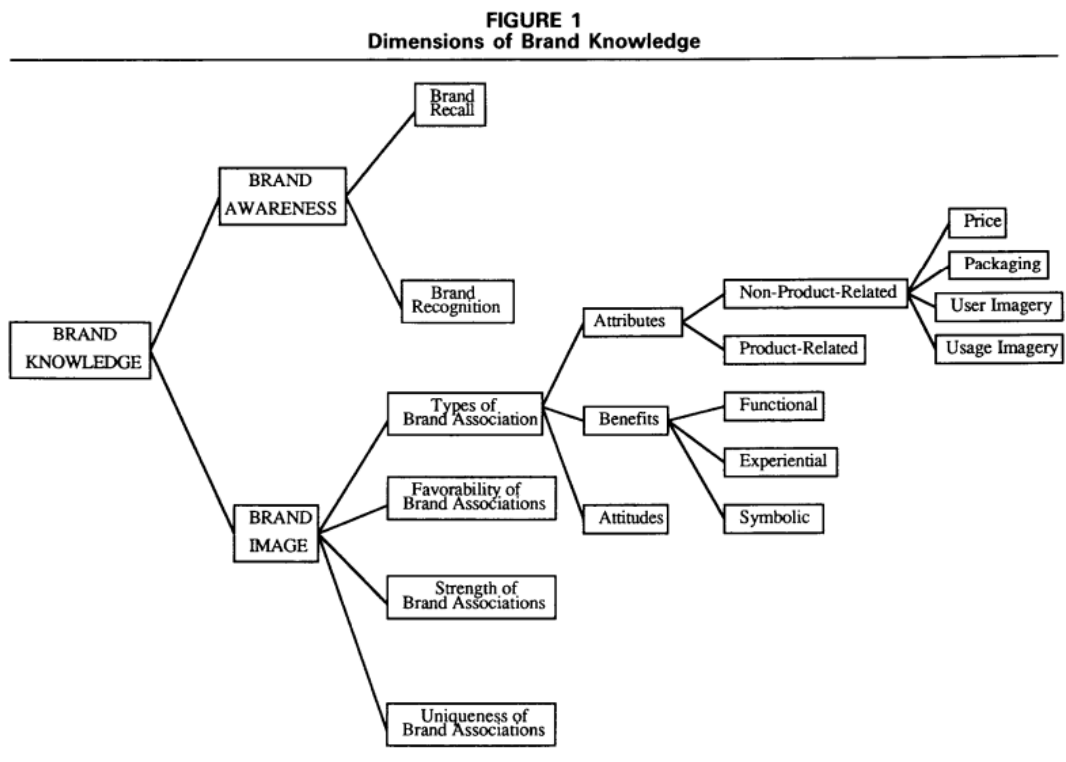 FIGURE 1
Dimensions of Brand Knowledge
Brand
Recall
BRAND
AWARENESS
Brand
Recognition
BRAND
KNOWLEDGE
BRAND
IMAGE
Types of
Brand Association
Favorability of
Brand Associations
Strength of
Brand Associations
Uniqueness of
Brand Associations
Attributes
Benefits
Attitudes
Non-Product-Related
Product-Related
Functional
Experiential
Symbolic
Price
Packaging
User Imagery
Usage Imagery